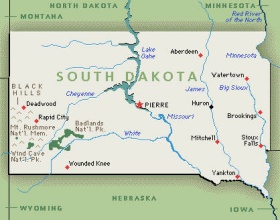 NORTH DAKOTA
MINNESOTA
MONTANA
Red River
of the North
Lake
Oahe
Aberdeen
Minnesota
SOUTH DAKOTA
Watertown
BLACK
HILLS
Cheyenne
James
Big Sioux
Deadwood
PIERRE
Huron
Rapid City
Badlands
Nat'l. Pk.
Missouri
Brookings
Mt. Rushmore
Nat'l. Mem.
White
Mitchell
Sioux
Falls
Wind Cave
Nat'l. Pk.
Wounded Knee
Yankton
NEBRASKA
WYOMING
IOWA